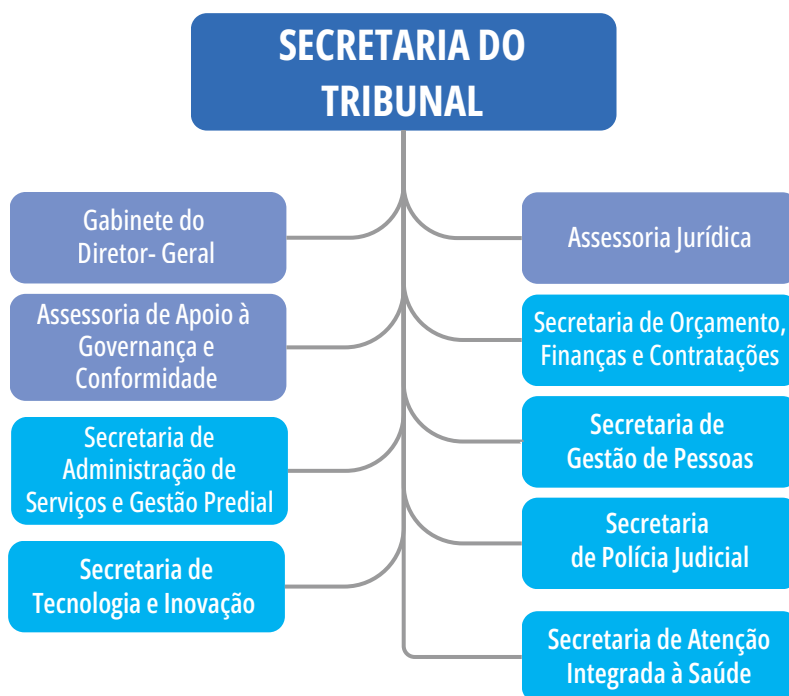 SECRETARIA DO
TRIBUNAL
Gabinete do
Diretor- Geral
Assessoria Jurídica
Assessoria de Apoio à
Governança e
Conformidade
Secretaria de Orçamento,
Finanças e Contratações
Secretaria de
Administração de
Serviços e Gestão Predial
Secretaria de
Gestão de Pessoas
Secretaria de
Tecnologia e Inovação
Secretaria
de Polícia Judicial
Secretaria de Atenção
Integrada à Saúde